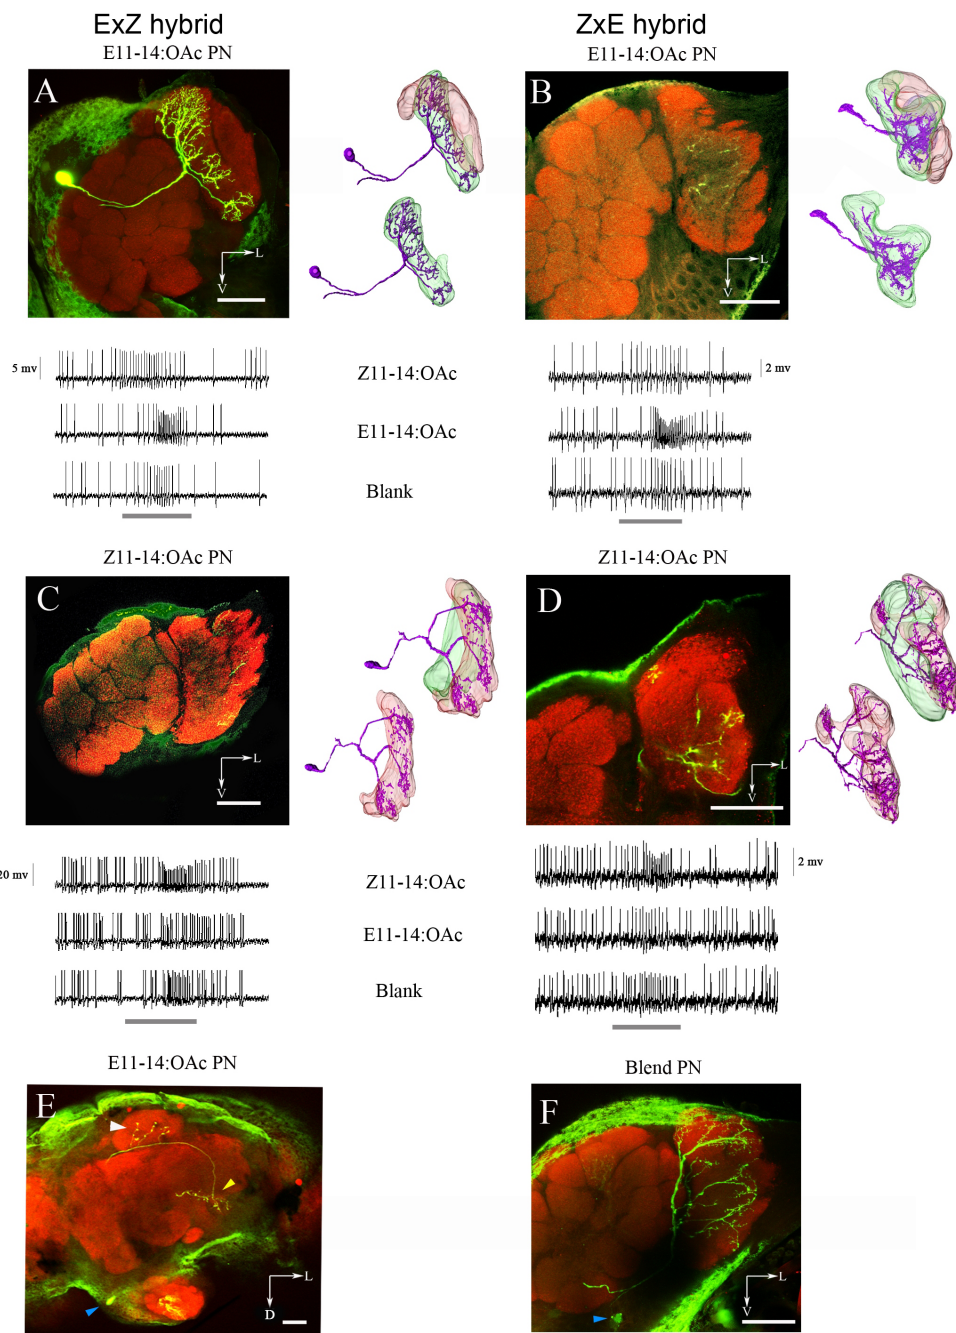 ExZ hybrid
ZxE hybrid
E11-14:OAc PN
E11-14:OAc PN
A
B
L
V
L
V
5 mv
Z11-14:OAc
2 mv
E11-14:OAc
Blank
Z11-14:OAc PN
Z11-14:OAc PN
C
D
L
V
L
V
20 mv
Z11-14:OAc
2 mv
E11-14:OAc
Blank
E11-14:OAc PN
Blend PN
E
F
L
D
L
V